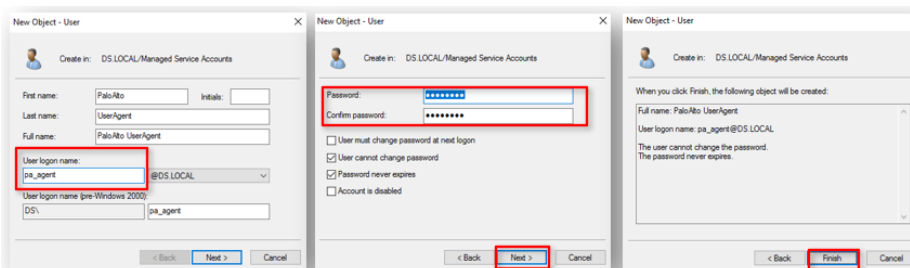 New Object - User
Create in: DS.LOCAL/Managed Service Accounts
First name: PaloAlto Initials:
Last name: UserAgent
Full name: PaloAlto UserAgent
User logon name:
pa_agent @DS.LOCAL
User logon name (pre-Windows 2000):
DS\ pa_agent
< Back Next > Cancel
New Object - User
Create in: DS.LOCAL/Managed Service Accounts
Password: ••••••••
Confirm password: ••••••••
User must change password at next logon
User cannot change password
Password never expires
Account is disabled
< Back Next > Cancel
New Object - User
Create in: DS.LOCAL/Managed Service Accounts
When you click Finish, the following object will be created:
Full name: PaloAlto UserAgent
User logon name: pa_agent@DS.LOCAL
The user cannot change the password.
The password never expires.
< Back Finish Cancel